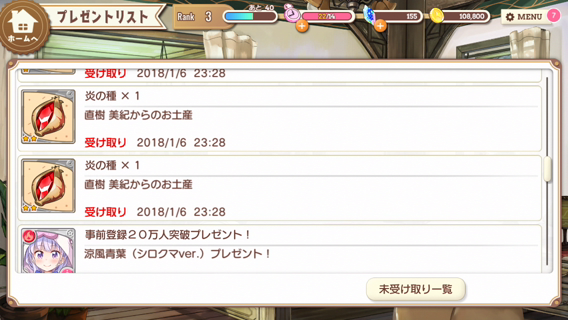 プレゼントリスト
ホームへ
Rank 3
あと 40
22/14
155
108,800
MENU
?
受け取り 2018/1/6 23:28
炎の種 × 1
直樹 美紀からのお土産
受け取り 2018/1/6 23:28
炎の種 × 1
直樹 美紀からのお土産
受け取り 2018/1/6 23:28
事前登録20万人突破プレゼント！
涼風青葉（シロクマver.）プレゼント！
未受け取り一覧